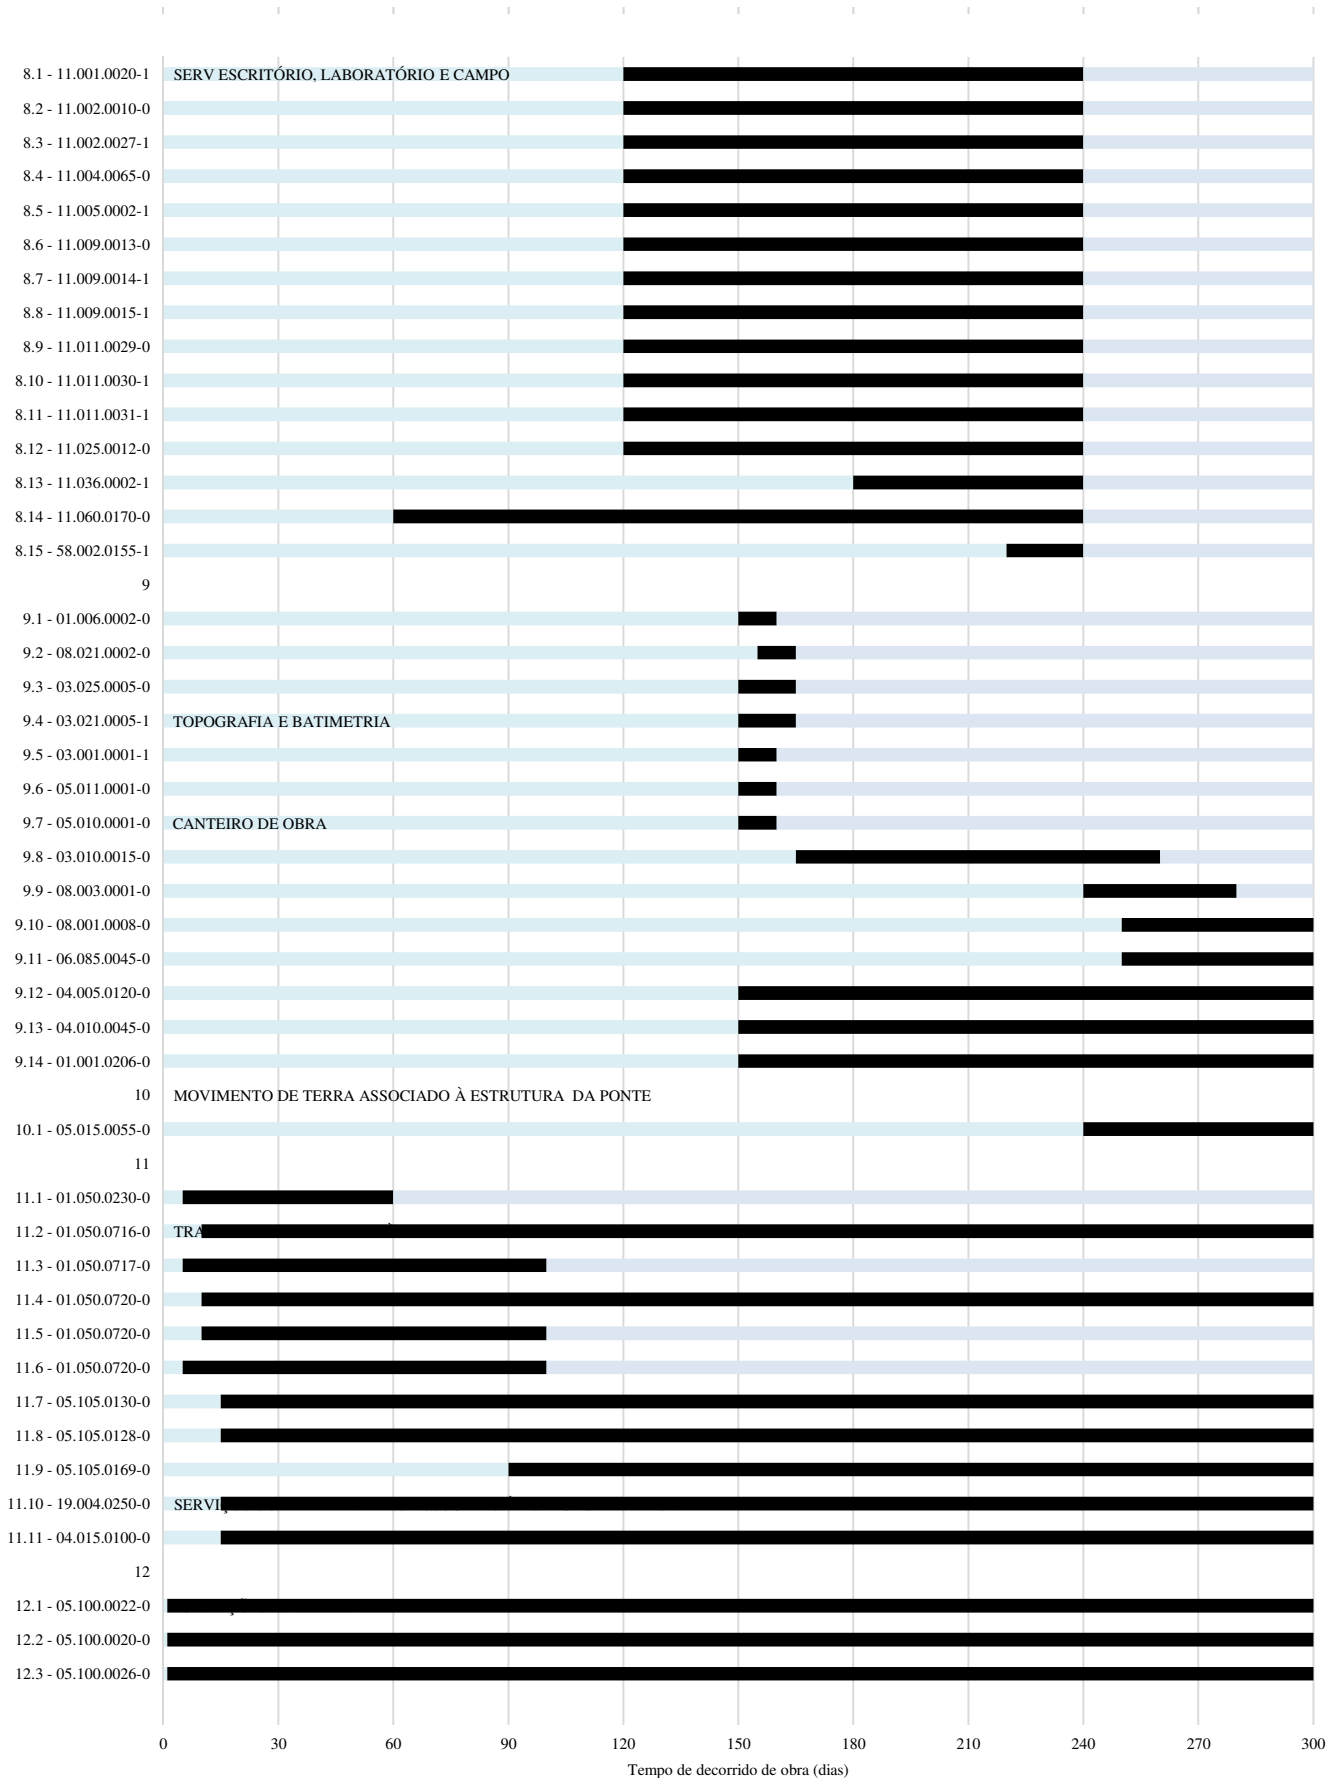 8.1 - 11.001.0020-1 SERV ESCRITÓRIO, LABORATÓRIO E CAMPO
8.2 - 11.002.0010-0
8.3 - 11.002.0027-1
8.4 - 11.004.0065-0
8.5 - 11.005.0002-1
8.6 - 11.009.0013-0
8.7 - 11.009.0014-1
8.8 - 11.009.0015-1
8.9 - 11.011.0029-0
8.10 - 11.011.0030-1
8.11 - 11.011.0031-1
8.12 - 11.025.0012-0
8.13 - 11.036.0002-1
8.14 - 11.060.0170-0
8.15 - 58.002.0155-1
9
9.1 - 01.006.0002-0
9.2 - 08.021.0002-0
9.3 - 03.025.0005-0
9.4 - 03.021.0005-1 TOPOGRAFIA E BATIMETRIA
9.5 - 03.001.0001-1
9.6 - 05.011.0001-0
9.7 - 05.010.0001-0 CANTEIRO DE OBRA
9.8 - 03.010.0015-0
9.9 - 08.003.0001-0
9.10 - 08.001.0008-0
9.11 - 06.085.0045-0
9.12 - 04.005.0120-0
9.13 - 04.010.0045-0
9.14 - 01.001.0206-0
10 MOVIMENTO DE TERRA ASSOCIADO À ESTRUTURA DA PONTE
10.1 - 05.015.0055-0
11
11.1 - 01.050.0230-0
11.2 - 01.050.0716-0
11.3 - 01.050.0717-0
11.4 - 01.050.0720-0
11.5 - 01.050.0720-0
11.6 - 01.050.0720-0
11.7 - 05.105.0130-0
11.8 - 05.105.0128-0
11.9 - 05.105.0169-0
11.10 - 19.004.0250-0
11.11 - 04.015.0100-0
12
12.1 - 05.100.0022-0
12.2 - 05.100.0020-0
12.3 - 05.100.0026-0
0 30 60 90 120 150 180 210 240 270 300
Tempo de decorrido de obra (dias)